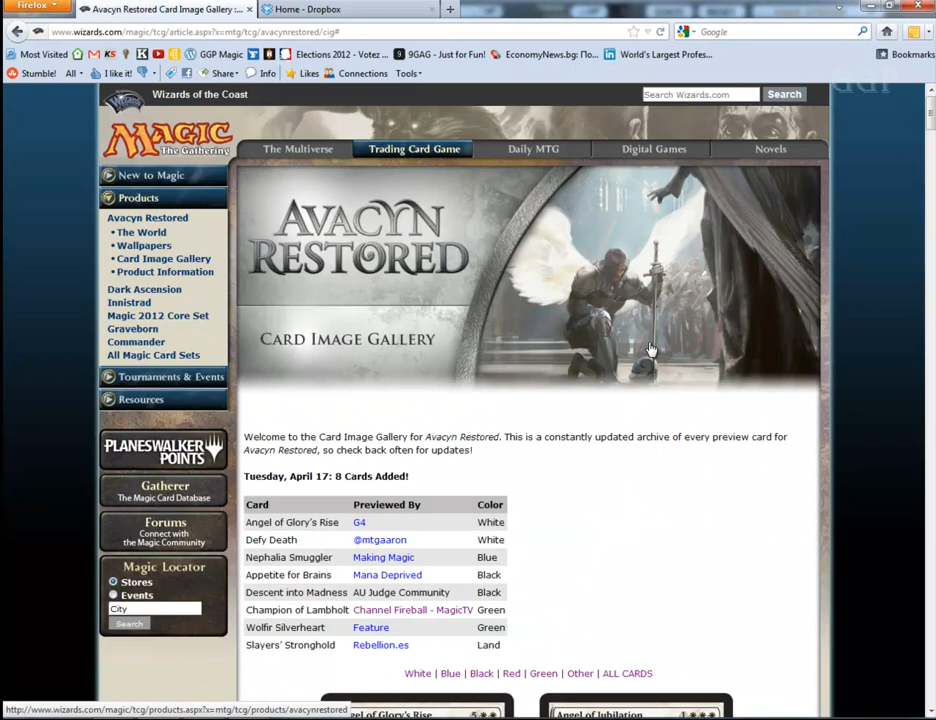 Firefox
Avacyn Restored Card Image Gallery :...
Home - Dropbox
www.wizards.com/magic/tcg/article.aspx?x=mtg/tcg/avacynrestored/cig#
Google
Most Visited
GGP Magic
Elections 2012 - Votez ...
9GAG - Just for Fun!
EconomyNews.bg: По...
World's Largest Profes...
Bookmarks
Stumble!
All
I like it!
Share
Info
Likes
Connections
Tools
Wizards of the Coast
Search Wizards.com
Search
Magic
The Gathering
The Multiverse
Trading Card Game
Daily MTG
Digital Games
Novels
New to Magic
Products
Avacyn Restored
• The World
• Wallpapers
• Card Image Gallery
• Product Information
Dark Ascension
Innistrad
Magic 2012 Core Set
Graveborn
Commander
All Magic Card Sets
Tournaments & Events
Resources
PLANESWALKER
POINTS
Gatherer
The Magic Card Database
Forums
Connect with
the Magic Community
Magic Locator
Stores
Events
City
Search
AVACYN
RESTORED
CARD IMAGE GALLERY
Welcome to the Card Image Gallery for Avacyn Restored. This is a constantly updated archive of every preview card for
Avacyn Restored, so check back often for updates!
Tuesday, April 17: 8 Cards Added!
Card Previewed By Color
Angel of Glory's Rise G4 White
Defy Death @mtgaaron White
Nephalia Smuggler Making Magic Blue
Appetite for Brains Mana Deprived Black
Descent into Madness AU Judge Community Black
Champion of Lambholt Channel Fireball - MagicTV Green
Wolfir Silverheart Feature Green
Slayers' Stronghold Rebellion.es Land
White | Blue | Black | Red | Green | Other | ALL CARDS
Angel of Glory's Rise 5
Angel of Jubilation 1
http://www.wizards.com/magic/tcg/products.aspx?x=mtg/tcg/products/avacynrestored